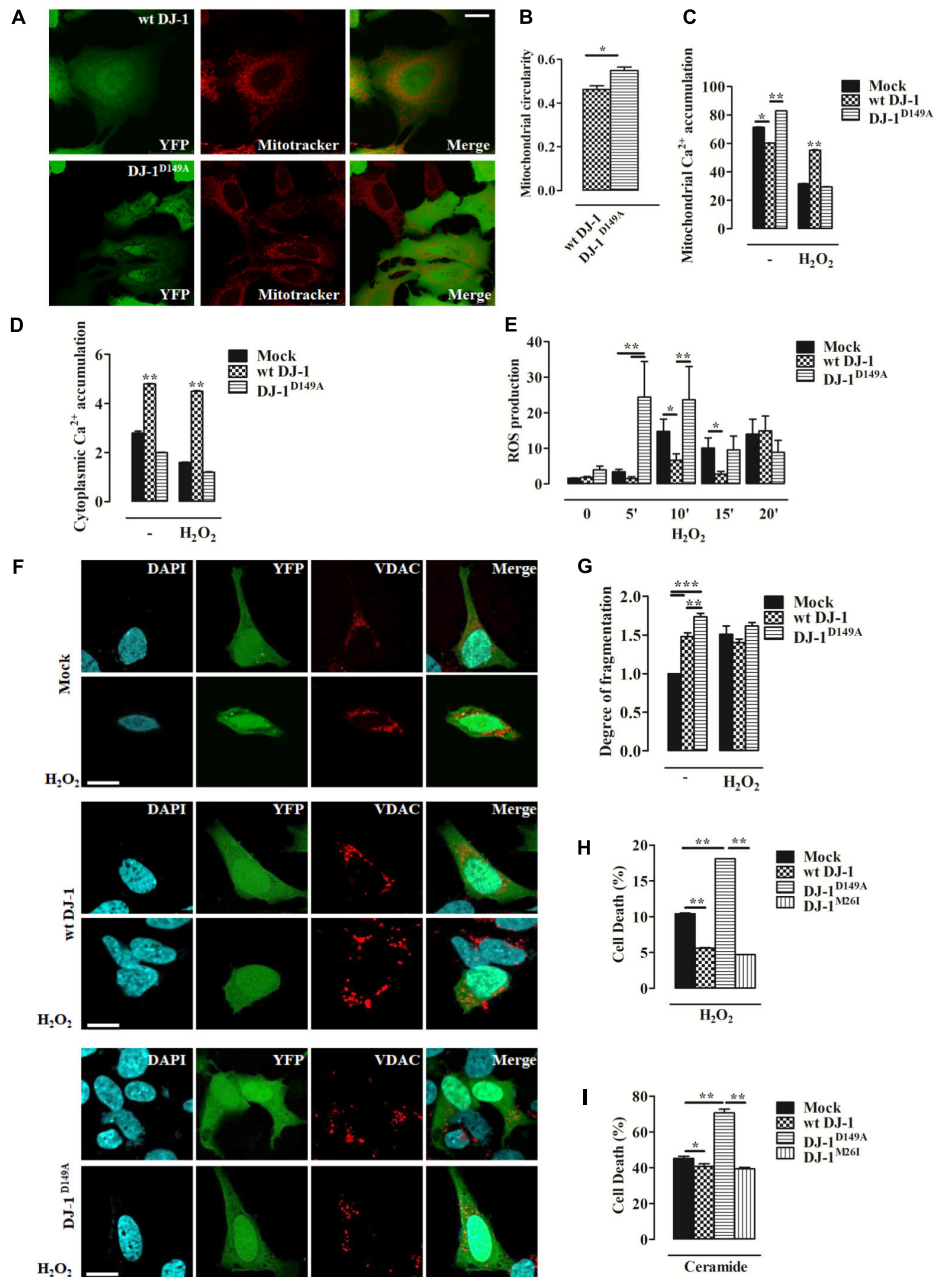 A
wt DJ-1
YFP
Mitotracker
Merge
DJ-1D149A
YFP
Mitotracker
Merge
B
Mitochondrial circularity
0.6
0.4
0.2
0.0
*
wt DJ-1
DJ-1D149A
C
Mitochondrial Ca2+ accumulation
100
80
60
40
20
0
*
**
**
-
H2O2
Mock
wt DJ-1
DJ-1D149A
D
Cytoplasmic Ca2+ accumulation
6
4
2
0
**
**
-
H2O2
Mock
wt DJ-1
DJ-1D149A
E
ROS production
40
30
20
10
0
**
*
**
*
0 5' 10' 15' 20'
H2O2
Mock
wt DJ-1
DJ-1D149A
F
DAPI YFP VDAC Merge
Mock
H2O2
DAPI YFP VDAC Merge
wt DJ-1
H2O2
DAPI YFP VDAC Merge
DJ-1D149A
H2O2
G
Degree of fragmentation
2.0
1.5
1.0
0.5
0.0
***
**
-
H2O2
Mock
wt DJ-1
DJ-1D149A
H
Cell Death (%)
20
15
10
5
0
**
**
**
H2O2
Mock
wt DJ-1
DJ-1D149A
DJ-1M26I
I
Cell Death (%)
80
60
40
20
0
**
**
*
Ceramide
Mock
wt DJ-1
DJ-1D149A
DJ-1M26I